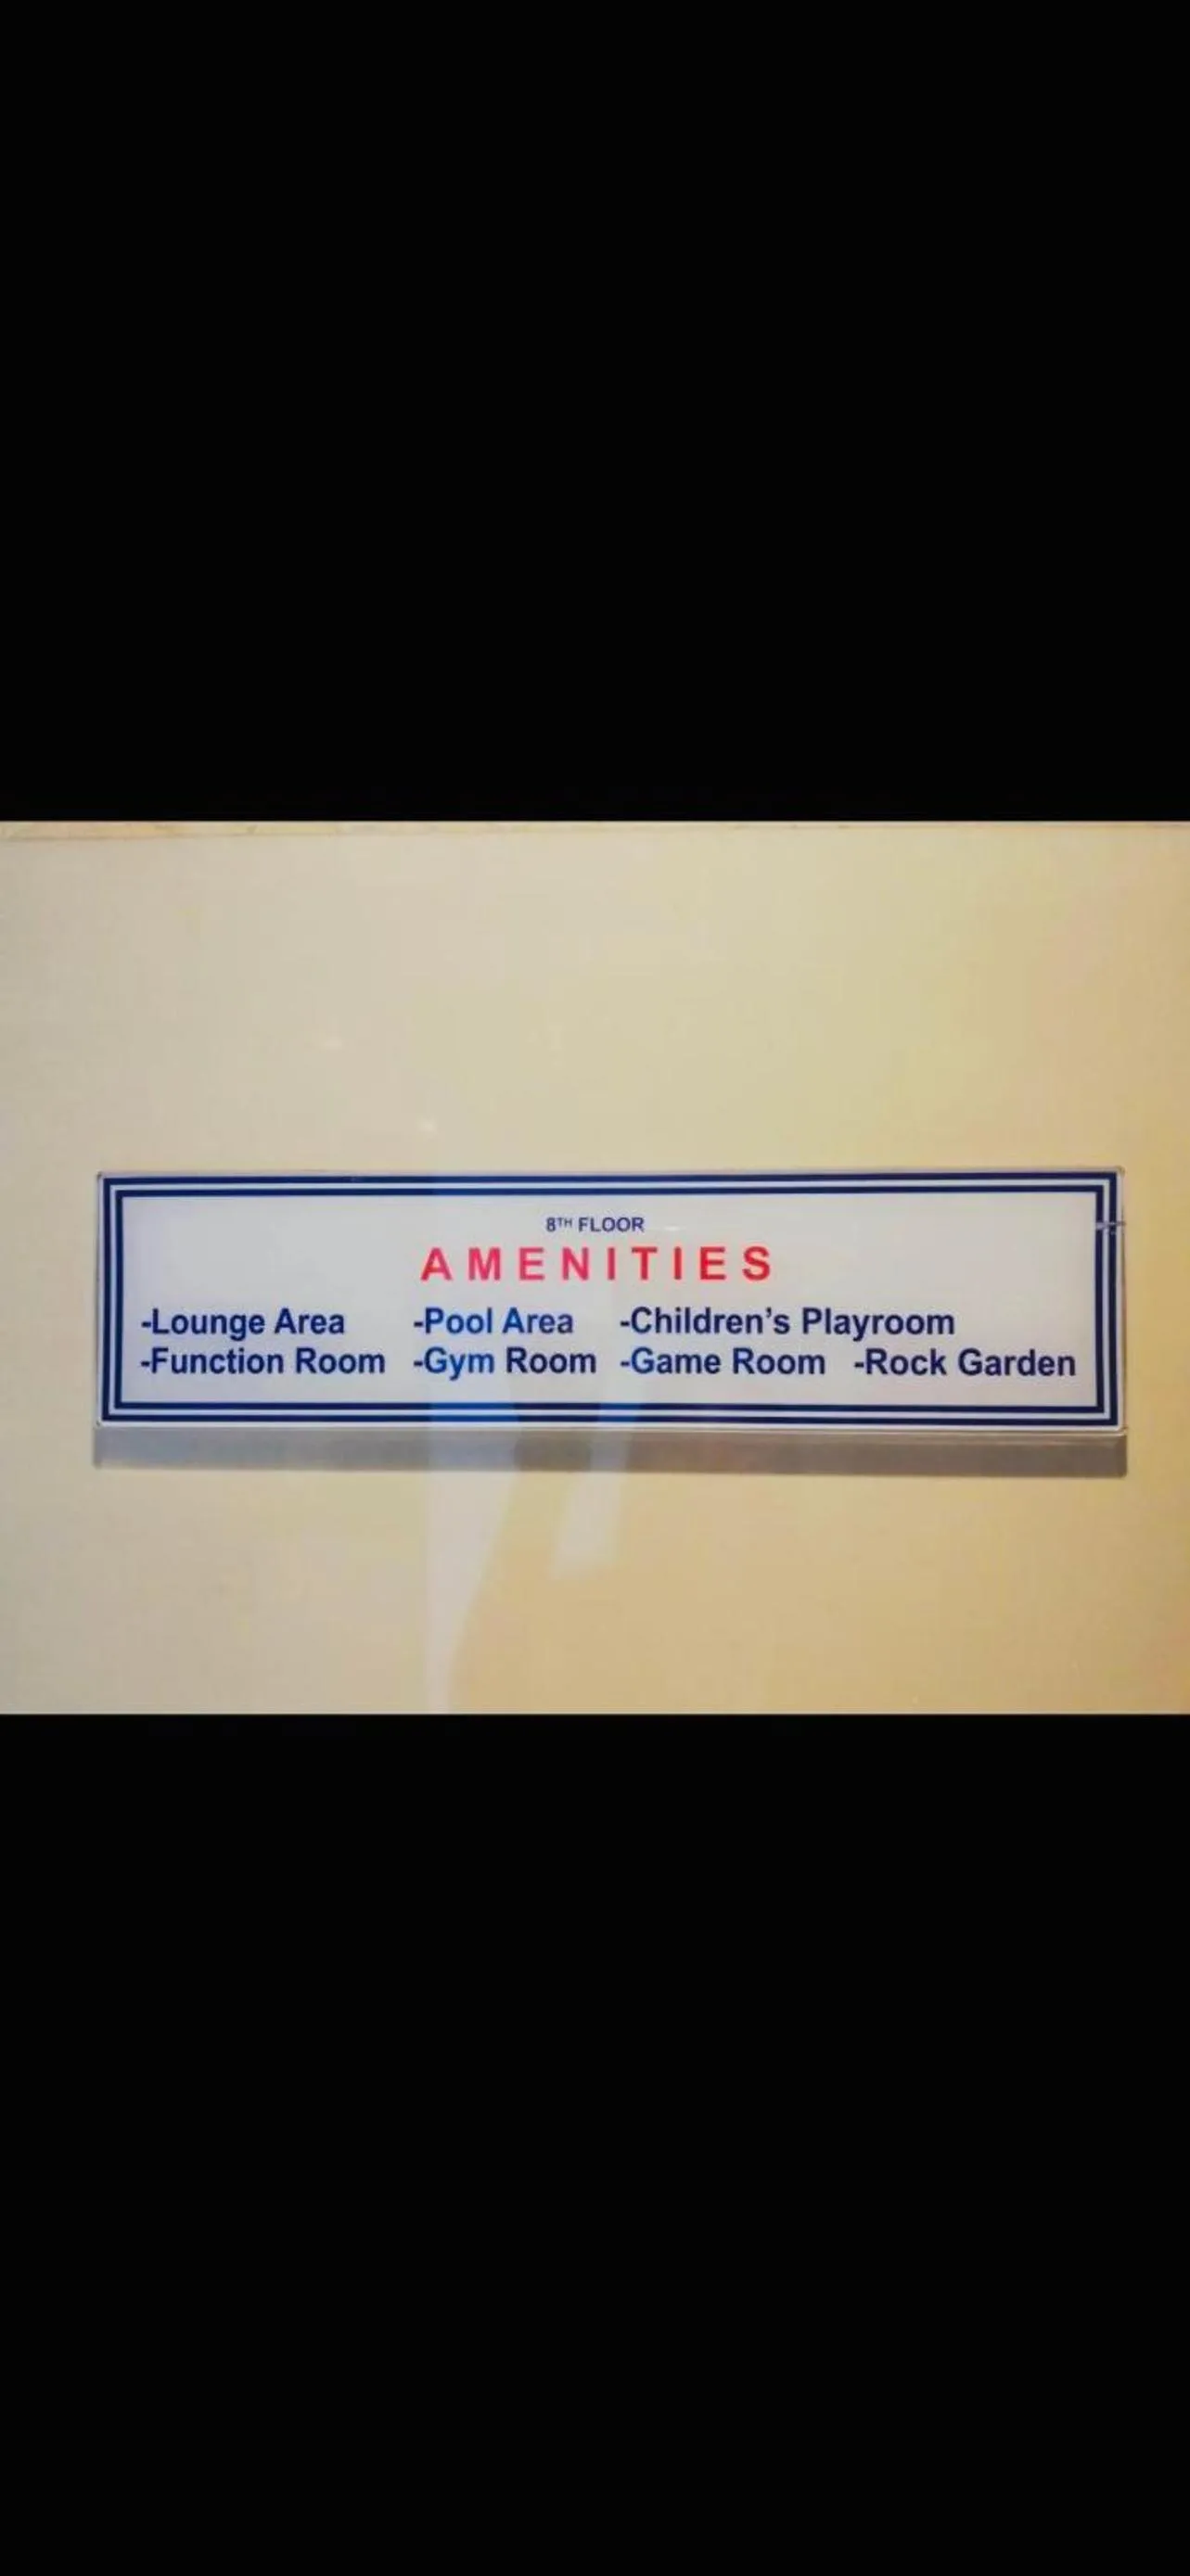 8TH FLOOR
AMENITIES
-Lounge Area -Pool Area -Children's Playroom
-Function Room -Gym Room -Game Room -Rock Garden